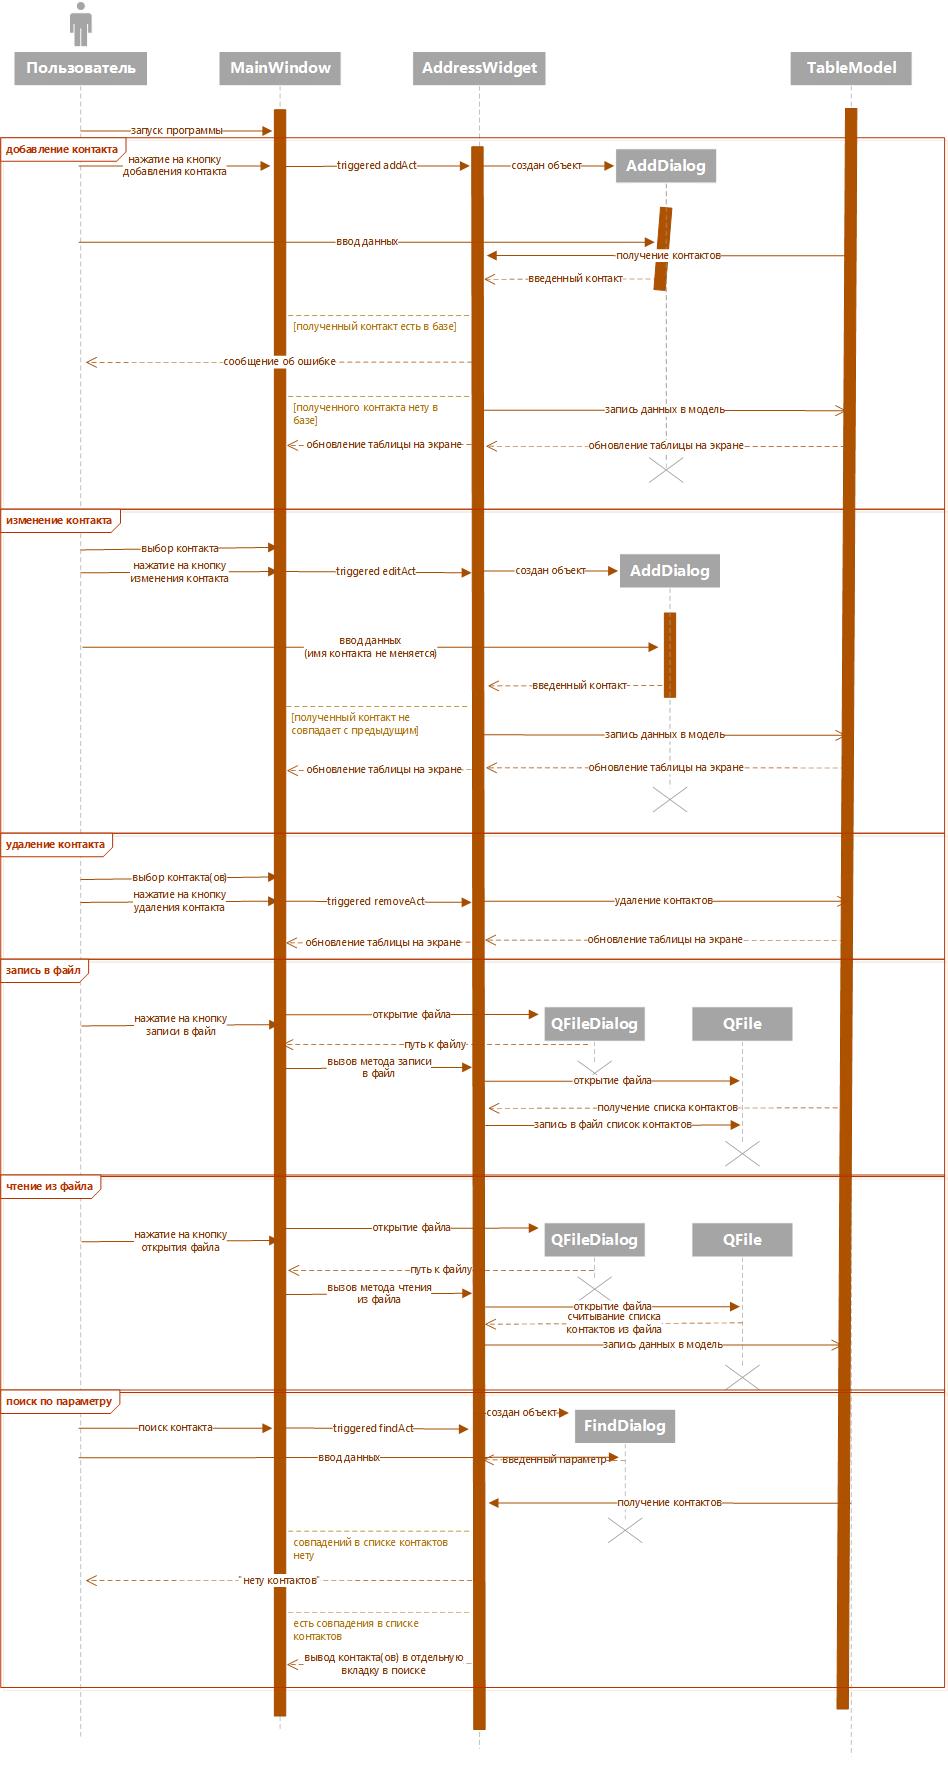 Пользователь
MainWindow
AddressWidget
TableModel
запуск программы
добавление контакта
нажатие на кнопку
добавления контакта
triggered addAct
создан объект
AddDialog
ввод данных
получение контактов
введенный контакт
[полученный контакт есть в базе]
сообщение об ошибке
[полученного контакта нету в
базе]
запись данных в модель
обновление таблицы на экране
обновление таблицы на экране
изменение контакта
выбор контакта
нажатие на кнопку
изменения контакта
triggered editAct
создан объект
AddDialog
ввод данных
(имя контакта не меняется)
введенный контакт
[полученный контакт не
совпадает с предыдущим]
запись данных в модель
обновление таблицы на экране
обновление таблицы на экране
удаление контакта
выбор контакта(ов)
нажатие на кнопку
удаления контакта
triggered removeAct
удаление контактов
обновление таблицы на экране
обновление таблицы на экране
запись в файл
нажатие на кнопку
записи в файл
открытие файла
QFileDialog
QFile
путь к файлу
вызов метода записи
в файл
открытие файла
получение списка контактов
запись в файл список контактов
чтение из файла
нажатие на кнопку
открытия файла
открытие файла
QFileDialog
QFile
путь к файлу
вызов метода чтения
из файла
открытие файла
считывание списка
контактов из файла
запись данных в модель
поиск по параметру
поиск контакта
triggered findAct
создан объект
FindDialog
ввод данных
введенный параметр
получение контактов
совпадений в списке контактов
нету
"нету контактов"
есть совпадения в списке
контактов
вывод контакта(ов) в отдельную
вкладку в поиске